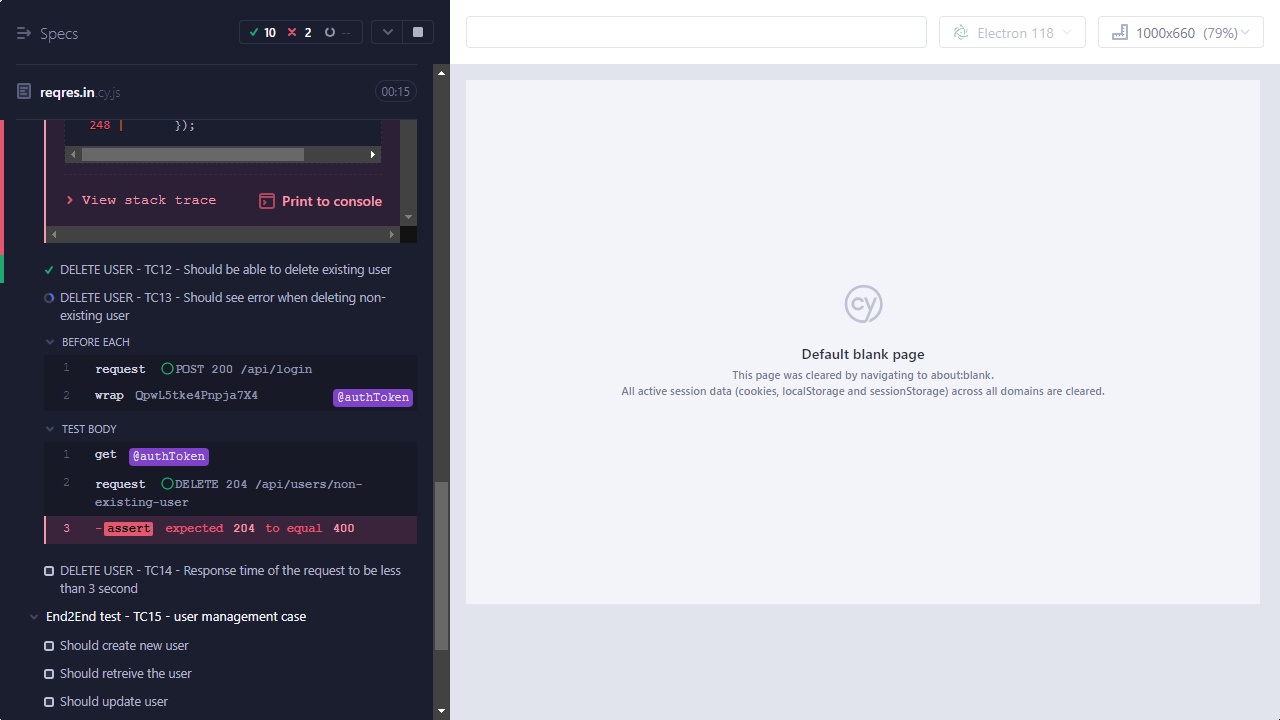 Specs
10
2
--
Electron 118
1000x660 (79%)
reqres.in.cy.js
00:15
248 | });
View stack trace
Print to console
DELETE USER - TC12 - Should be able to delete existing user
DELETE USER - TC13 - Should see error when deleting non-
existing user
BEFORE EACH
1 request POST 200 /api/login
2 wrap QpwL5tke4Pnpja7X4 @authToken
TEST BODY
1 get @authToken
2 request DELETE 204 /api/users/non-
existing-user
3 -assert expected 204 to equal 400
DELETE USER - TC14 - Response time of the request to be less
than 3 second
End2End test - TC15 - user management case
Should create new user
Should retreive the user
Should update user
cy
Default blank page
This page was cleared by navigating to about:blank.
All active session data (cookies, localStorage and sessionStorage) across all domains are cleared.